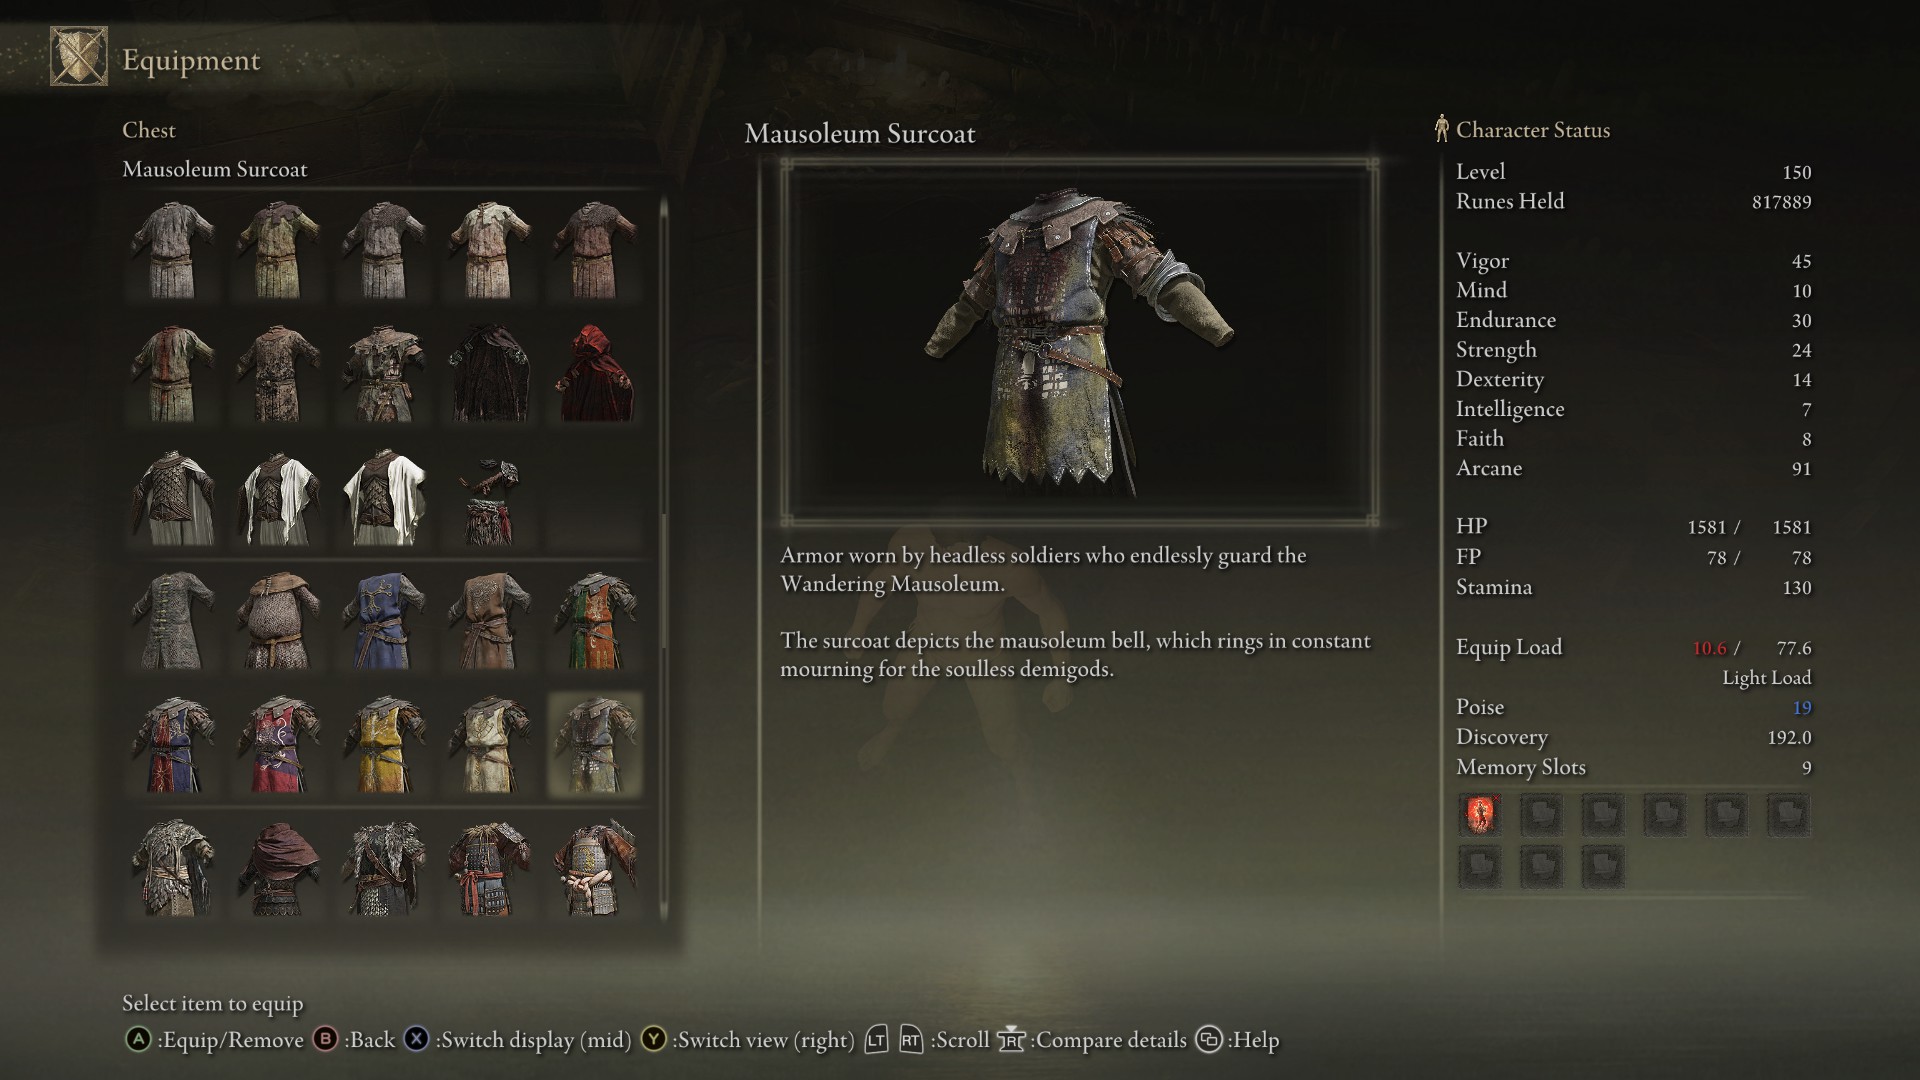 Equipment
Chest
Mausoleum Surcoat
Mausoleum Surcoat
Armor worn by headless soldiers who endlessly guard the
Wandering Mausoleum.
The surcoat depicts the mausoleum bell, which rings in constant
mourning for the soulless demigods.
Character Status
Level 150
Runes Held 817889
Vigor 45
Mind 10
Endurance 30
Strength 24
Dexterity 14
Intelligence 7
Faith 8
Arcane 91
HP 1581 / 1581
FP 78 / 78
Stamina 130
Equip Load 10.6 / 77.6
Light Load
Poise 19
Discovery 192.0
Memory Slots 9
Select item to equip
A :Equip/Remove B :Back X :Switch display (mid) Y :Switch view (right) LT RT :Scroll R :Compare details :Help